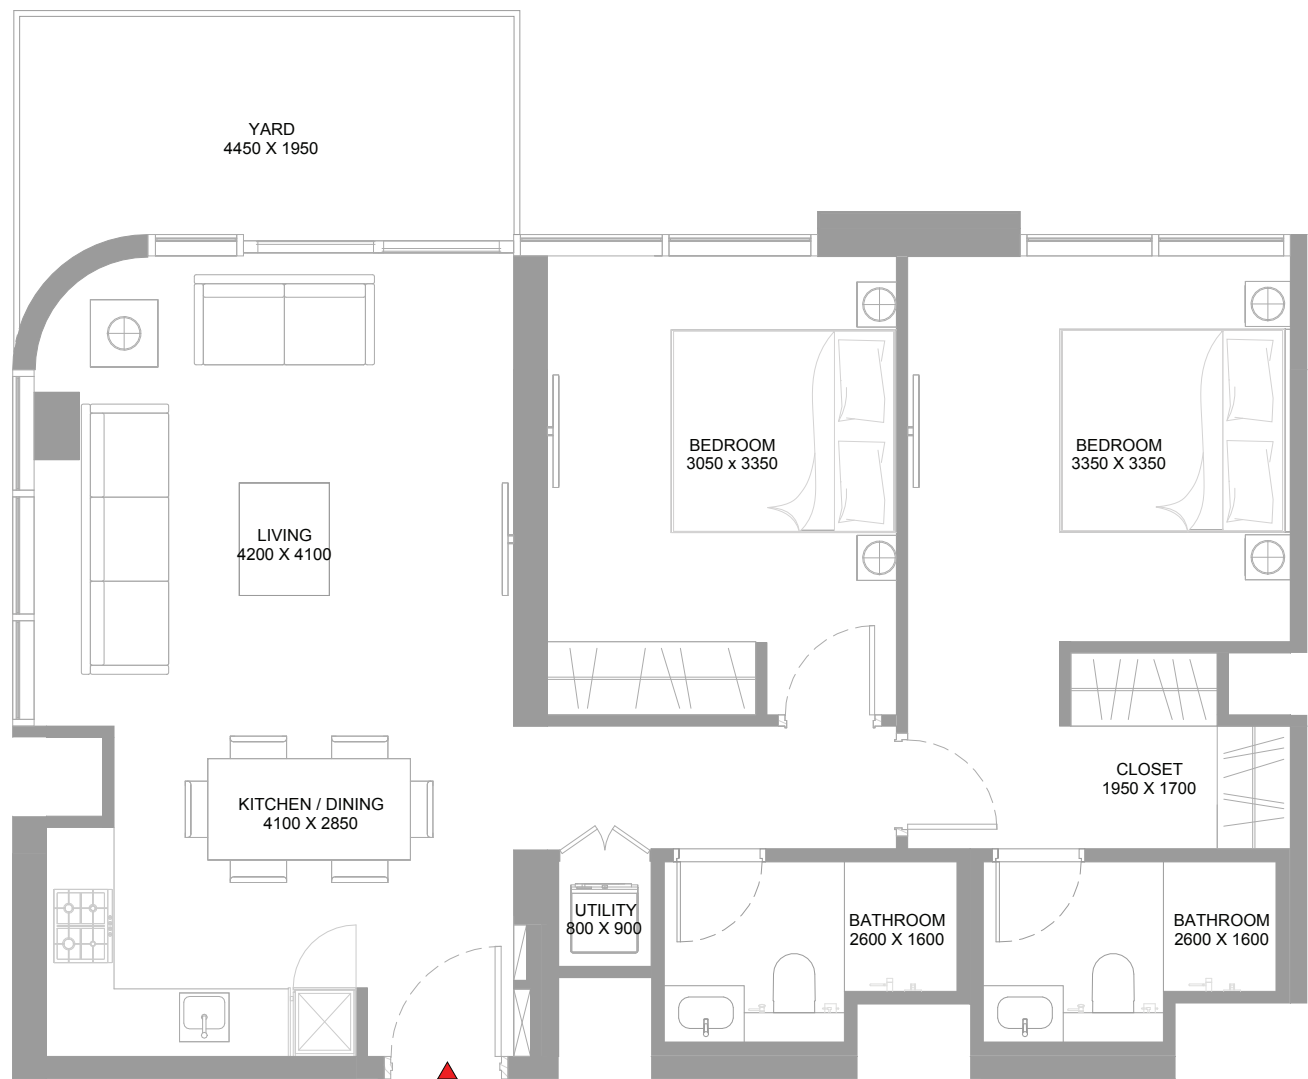 YARD
4450 X 1950
BEDROOM
3050 x 3350
BEDROOM
3350 X 3350
LIVING
4200 X 4100
CLOSET
1950 X 1700
KITCHEN / DINING
4100 X 2850
UTILITY
800 X 900
BATHROOM
2600 X 1600
BATHROOM
2600 X 1600